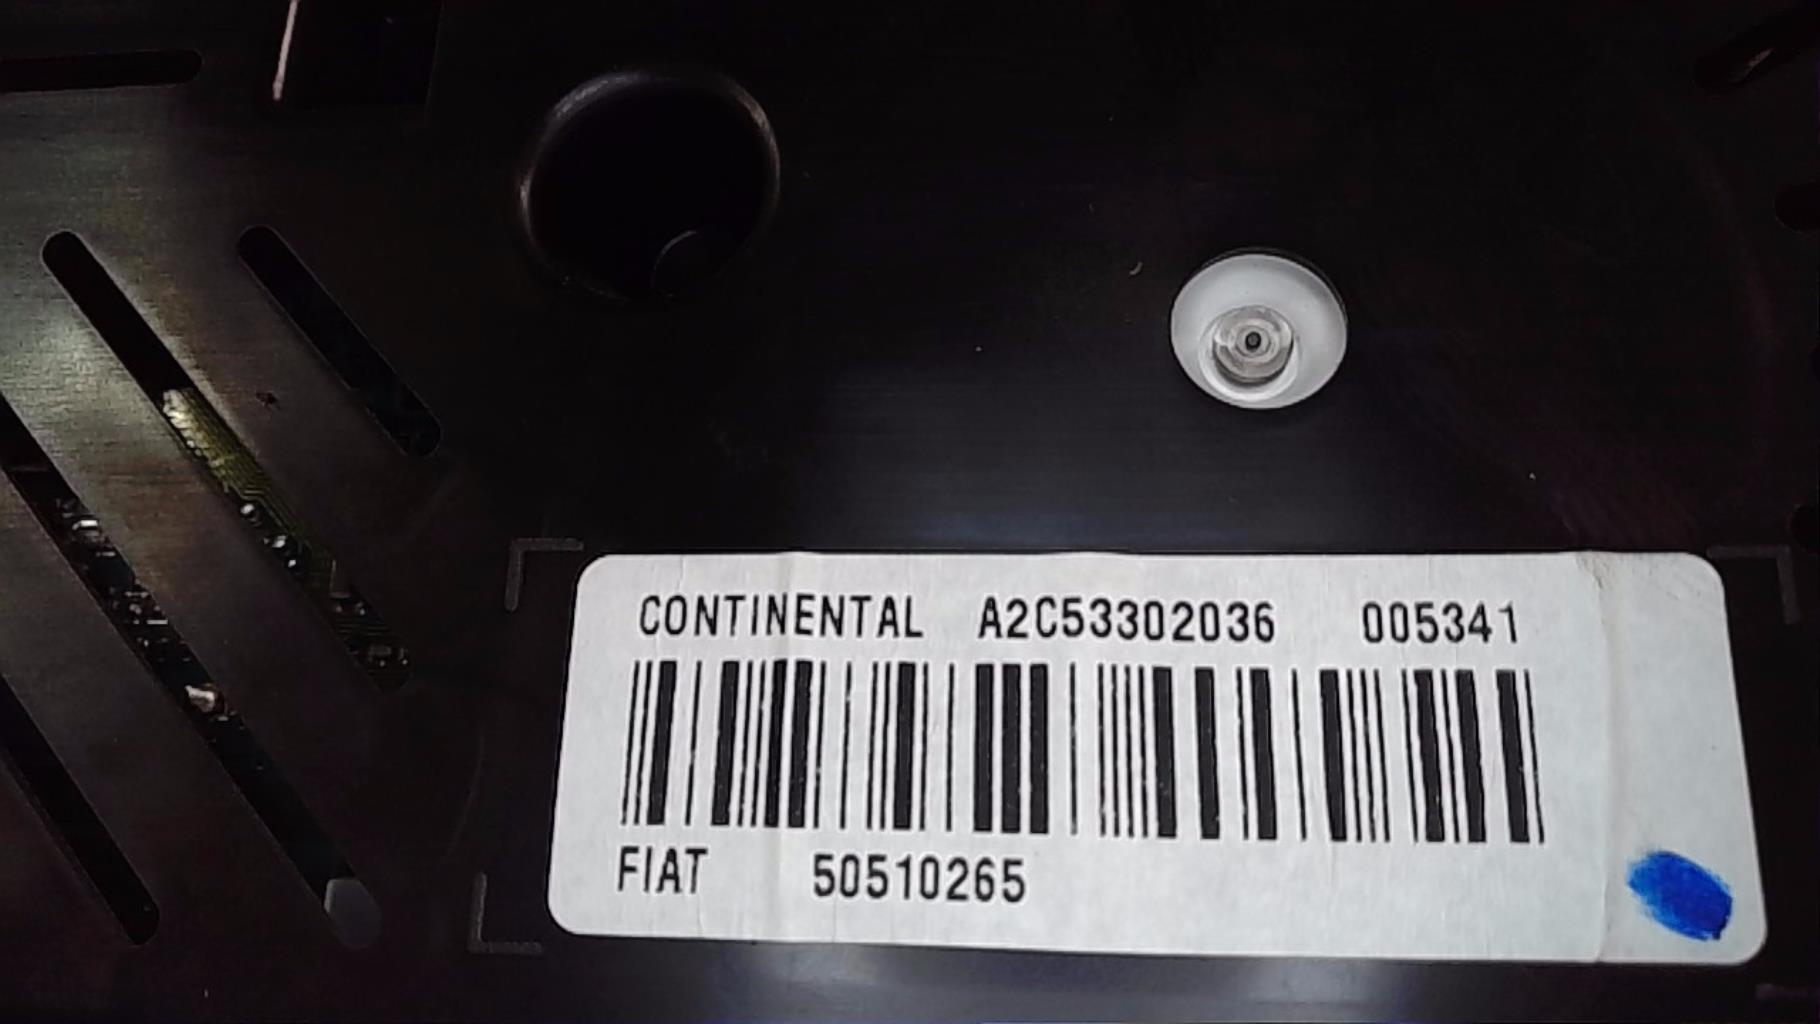 CONTINENTAL A2C53302036 005341
FIAT 50510265